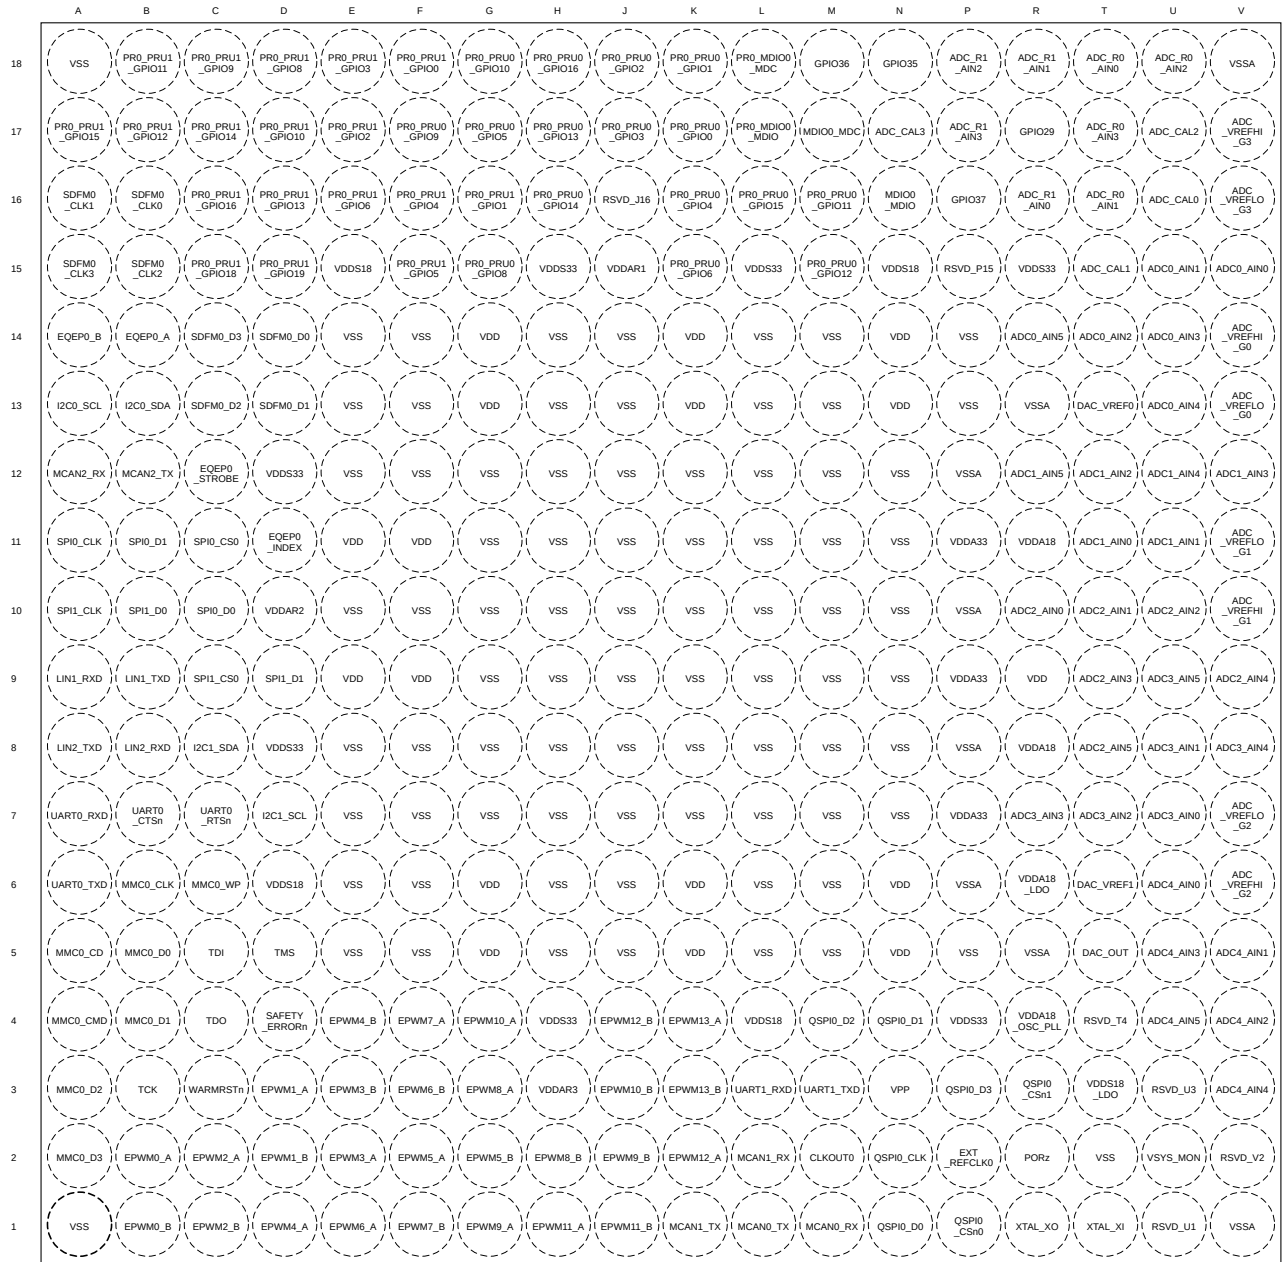 A B C D E F G H J K L M N P R T U V
18 VSS PR0_PRU1_GPIO11 PR0_PRU1_GPIO9 PR0_PRU1_GPIO8 PR0_PRU1_GPIO3 PR0_PRU1_GPIO0 PR0_PRU0_GPIO10 PR0_PRU0_GPIO16 PR0_PRU0_GPIO2 PR0_PRU0_GPIO1 PR0_MDIO0_MDC GPIO36 GPIO35 ADC_R1_AIN2 ADC_R1_AIN1 ADC_R0_AIN0 ADC_R0_AIN2 VSSA
17 PR0_PRU1_GPIO15 PR0_PRU1_GPIO12 PR0_PRU1_GPIO14 PR0_PRU1_GPIO10 PR0_PRU1_GPIO2 PR0_PRU0_GPIO9 PR0_PRU0_GPIO5 PR0_PRU0_GPIO13 PR0_PRU0_GPIO3 PR0_PRU0_GPIO0 PR0_MDIO0_MDIO MDIO0_MDC ADC_CAL3 ADC_R1_AIN3 GPIO29 ADC_R0_AIN3 ADC_CAL2 ADC_VREFHI_G3
16 SDFM0_CLK1 SDFM0_CLK0 PR0_PRU1_GPIO16 PR0_PRU1_GPIO13 PR0_PRU1_GPIO6 PR0_PRU1_GPIO4 PR0_PRU1_GPIO1 PR0_PRU0_GPIO14 RSVD_J16 PR0_PRU0_GPIO4 PR0_PRU0_GPIO15 PR0_PRU0_GPIO11 MDIO0_MDIO GPIO37 ADC_R1_AIN0 ADC_R0_AIN1 ADC_CAL0 ADC_VREFLO_G3
15 SDFM0_CLK3 SDFM0_CLK2 PR0_PRU1_GPIO18 PR0_PRU1_GPIO19 VDDS18 PR0_PRU1_GPIO5 PR0_PRU0_GPIO8 VDDS33 VDDAR1 PR0_PRU0_GPIO6 VDDS33 PR0_PRU0_GPIO12 VDDS18 RSVD_P15 VDDS33 ADC_CAL1 ADC0_AIN1 ADC0_AIN0
14 EQEP0_B EQEP0_A SDFM0_D3 SDFM0_D0 VSS VSS VDD VSS VSS VDD VSS VSS VDD VSS ADC0_AIN5 ADC0_AIN2 ADC0_AIN3 ADC_VREFHI_G0
13 I2C0_SCL I2C0_SDA SDFM0_D2 SDFM0_D1 VSS VSS VDD VSS VSS VDD VSS VSS VDD VSS VSSA DAC_VREF0 ADC0_AIN4 ADC_VREFLO_G0
12 MCAN2_RX MCAN2_TX EQEP0_STROBE VDDS33 VSS VSS VSS VSS VSS VSS VSS VSS VSS VSSA ADC1_AIN5 ADC1_AIN2 ADC1_AIN4 ADC1_AIN3
11 SPI0_CLK SPI0_D1 SPI0_CS0 EQEP0_INDEX VDD VDD VSS VSS VSS VSS VSS VSS VSS VDDA33 VDDA18 ADC1_AIN0 ADC1_AIN1 ADC_VREFLO_G1
10 SPI1_CLK SPI1_D0 SPI0_D0 VDDAR2 VSS VSS VSS VSS VSS VSS VSS VSS VSS VSSA ADC2_AIN0 ADC2_AIN1 ADC2_AIN2 ADC_VREFHI_G1
9 LIN1_RXD LIN1_TXD SPI1_CS0 SPI1_D1 VDD VDD VSS VSS VSS VSS VSS VSS VSS VDDA33 VDD ADC2_AIN3 ADC3_AIN5 ADC2_AIN4
8 LIN2_TXD LIN2_RXD I2C1_SDA VDDS33 VSS VSS VSS VSS VSS VSS VSS VSS VSS VSSA VDDA18 ADC2_AIN5 ADC3_AIN1 ADC3_AIN4
7 UART0_RXD UART0_CTSn UART0_RTSn I2C1_SCL VSS VSS VSS VSS VSS VSS VSS VSS VSS VDDA33 ADC3_AIN3 ADC3_AIN2 ADC3_AIN0 ADC_VREFLO_G2
6 UART0_TXD MMC0_CLK MMC0_WP VDDS18 VSS VSS VDD VSS VSS VDD VSS VSS VDD VSSA VDDA18_LDO DAC_VREF1 ADC4_AIN0 ADC_VREFHI_G2
5 MMC0_CD MMC0_D0 TDI TMS VSS VSS VDD VSS VSS VDD VSS VSS VDD VSS VSSA DAC_OUT ADC4_AIN3 ADC4_AIN1
4 MMC0_CMD MMC0_D1 TDO SAFETY_ERRORn EPWM4_B EPWM7_A EPWM10_A VDDS33 EPWM12_B EPWM13_A VDDS18 QSPI0_D2 QSPI0_D1 VDDS33 VDDA18_OSC_PLL RSVD_T4 ADC4_AIN5 ADC4_AIN2
3 MMC0_D2 TCK WARMRSTn EPWM1_A EPWM3_B EPWM6_B EPWM8_A VDDAR3 EPWM10_B EPWM13_B UART1_RXD UART1_TXD VPP QSPI0_D3 QSPI0_CSn1 VDDS18_LDO RSVD_U3 ADC4_AIN4
2 MMC0_D3 EPWM0_A EPWM2_A EPWM1_B EPWM3_A EPWM5_A EPWM5_B EPWM8_B EPWM9_B EPWM12_A MCAN1_RX CLKOUT0 QSPI0_CLK EXT_REFCLK0 PORz VSS VSYS_MON RSVD_V2
1 VSS EPWM0_B EPWM2_B EPWM4_A EPWM6_A EPWM7_B EPWM9_A EPWM11_A EPWM11_B MCAN1_TX MCAN0_TX MCAN0_RX QSPI0_D0 QSPI0_CSn0 XTAL_XO XTAL_XI RSVD_U1 VSSA